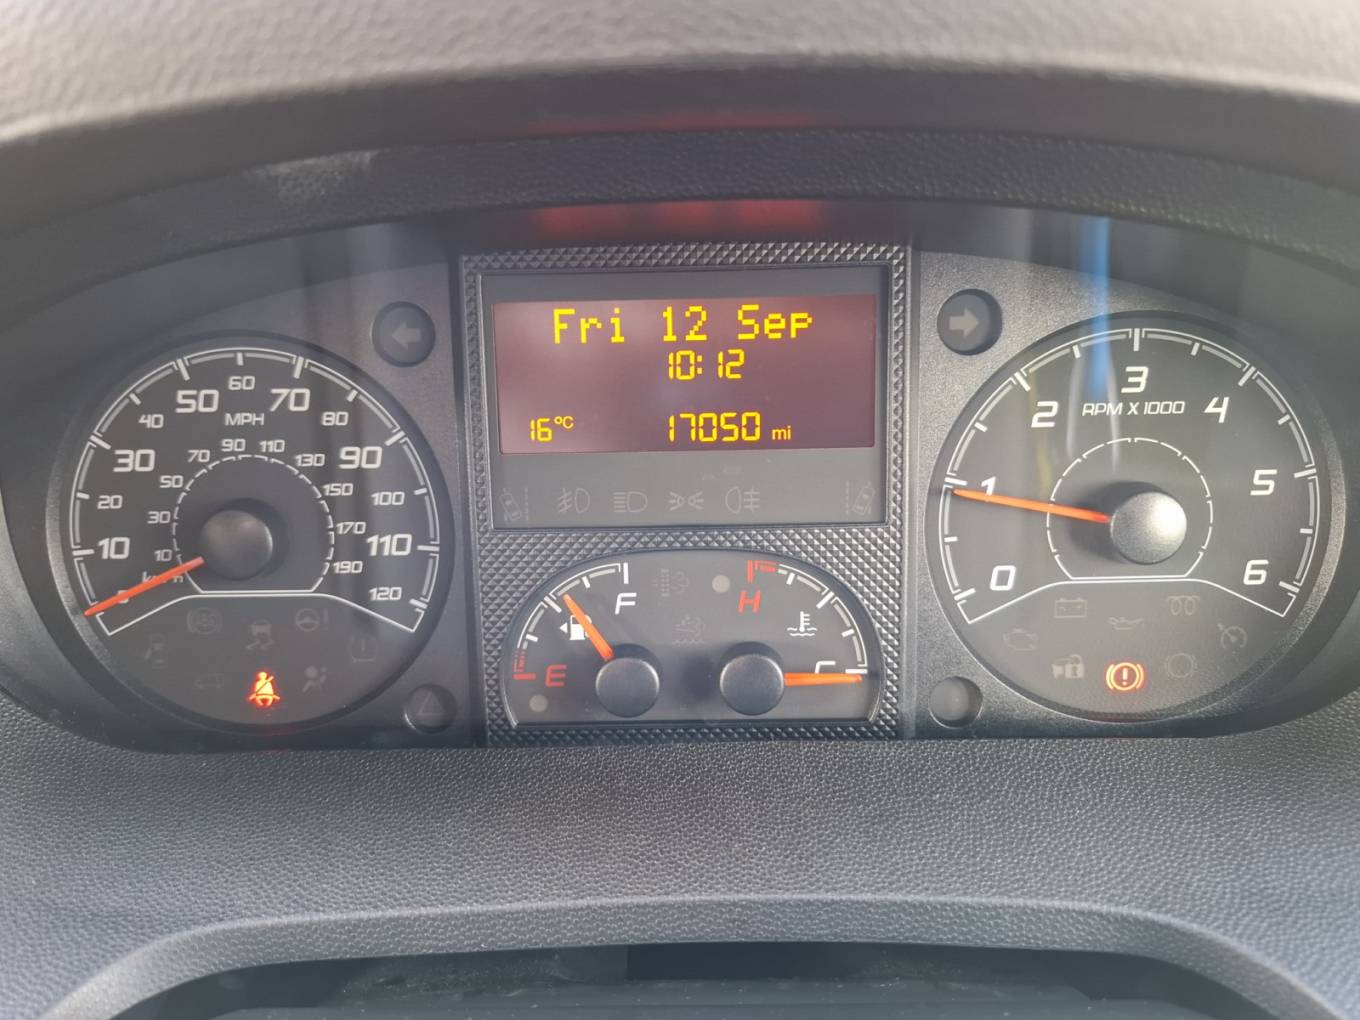 Fri 12 Sep
10:12
16°C 17050 mi
0 10 20 30 40 50 60 70 80 90 100 110 120
MPH
10 30 50 70 90 110 130 150 170 190
km/h
E F
H C
0 1 2 3 4 5 6
RPM X 1000